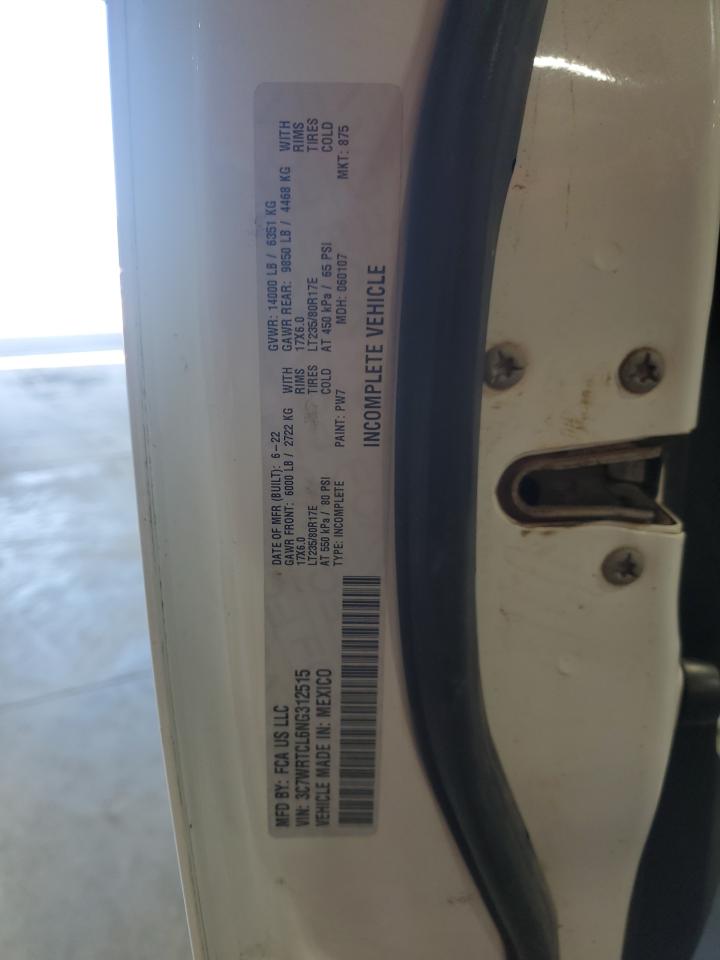 MFD BY: FCA US LLC
VIN: 3C7WRTCL6NG312515
VEHICLE MADE IN: MEXICO
DATE OF MFR (BUILT): 6-22 GVWR: 14000 LB / 6351 KG
GAWR FRONT: 6000 LB / 2722 KG WITH GAWR REAR: 9850 LB / 4468 KG WITH
17X6.0 RIMS 17X6.0 RIMS
LT235/80R17E TIRES LT235/80R17E TIRES
AT 550 kPa / 80 PSI COLD AT 450 kPa / 65 PSI COLD
TYPE: INCOMPLETE PAINT: PW7 MDH: 060107 MKT: 875
INCOMPLETE VEHICLE